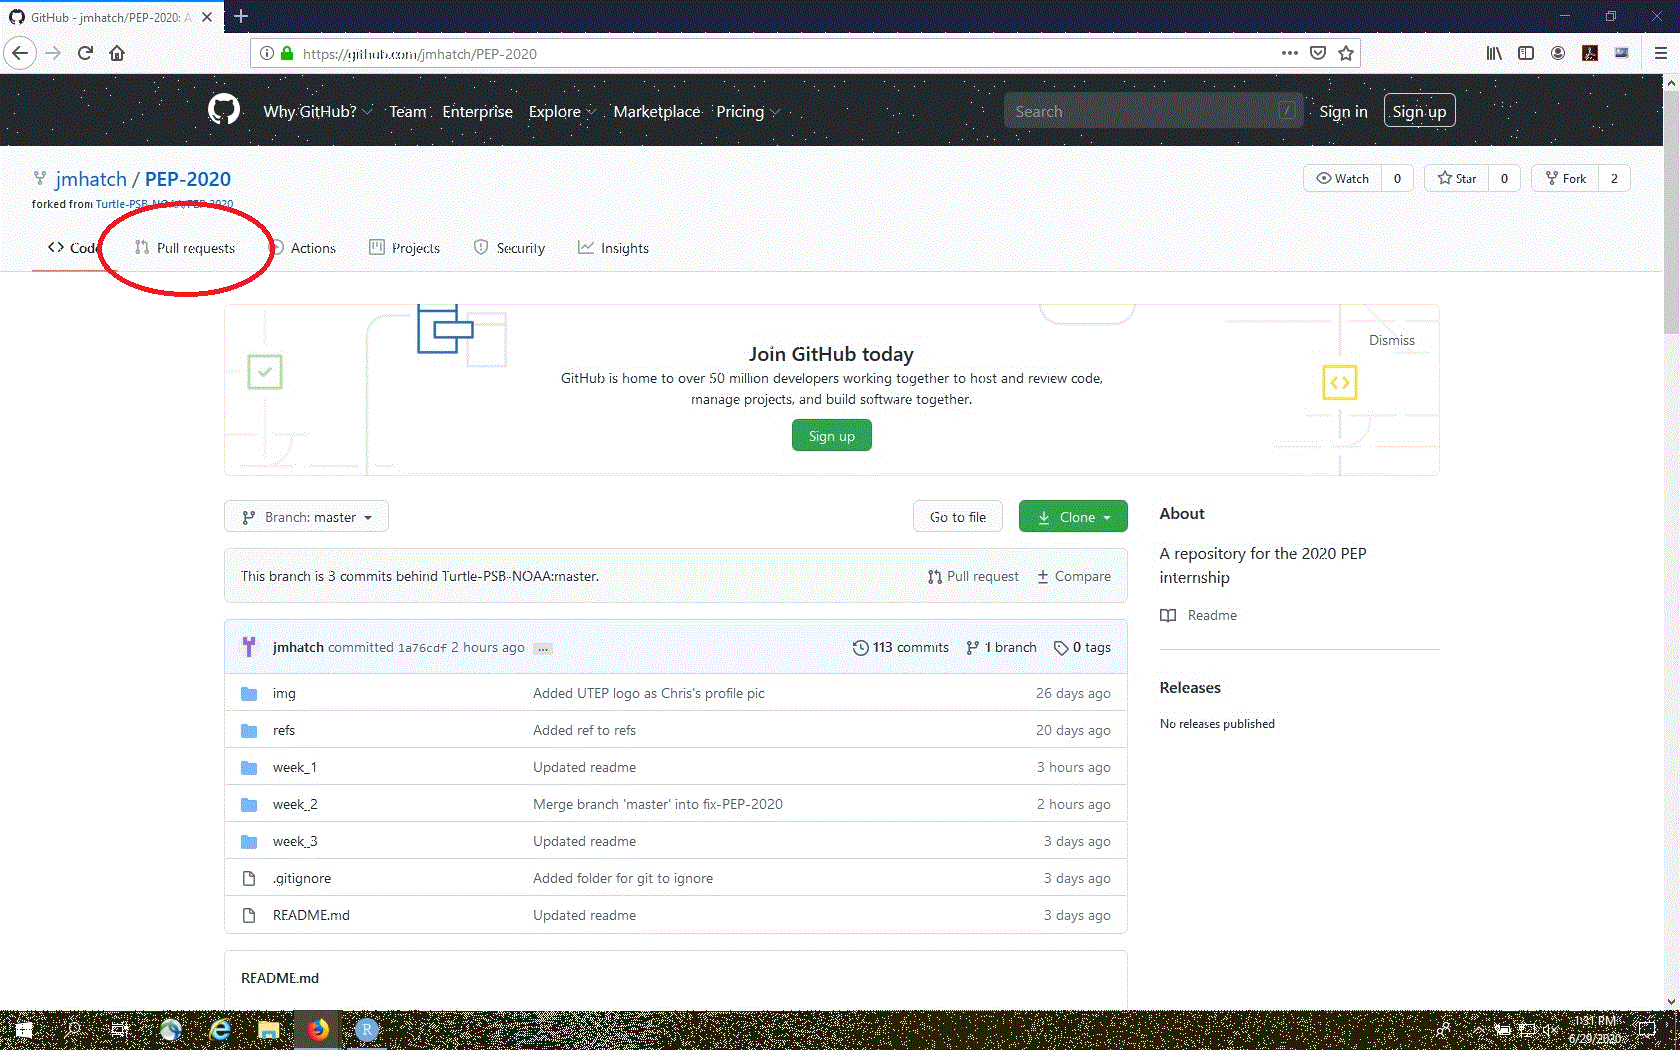 GitHub - jmhatch/PEP-2020: A
https://github.com/jmhatch/PEP-2020
Why GitHub? Team Enterprise Explore Marketplace Pricing Search / Sign in Sign up
jmhatch / PEP-2020 Watch 0 Star 0 Fork 2
forked from Turtle-PSB-NOAA/PEP-2020
Code Pull requests Actions Projects Security Insights
Dismiss
Join GitHub today
GitHub is home to over 50 million developers working together to host and review code,
manage projects, and build software together.
Sign up
Branch: master Go to file Clone
About
A repository for the 2020 PEP
internship
Readme
Releases
No releases published
This branch is 3 commits behind Turtle-PSB-NOAA:master. Pull request Compare
jmhatch committed 1a76cdf 2 hours ago ... 113 commits 1 branch 0 tags
img Added UTEP logo as Chris's profile pic 26 days ago
refs Added ref to refs 20 days ago
week_1 Updated readme 3 hours ago
week_2 Merge branch 'master' into fix-PEP-2020 2 hours ago
week_3 Updated readme 3 days ago
.gitignore Added folder for git to ignore 3 days ago
README.md Updated readme 3 days ago
README.md
R
1:31 PM
6/29/2020